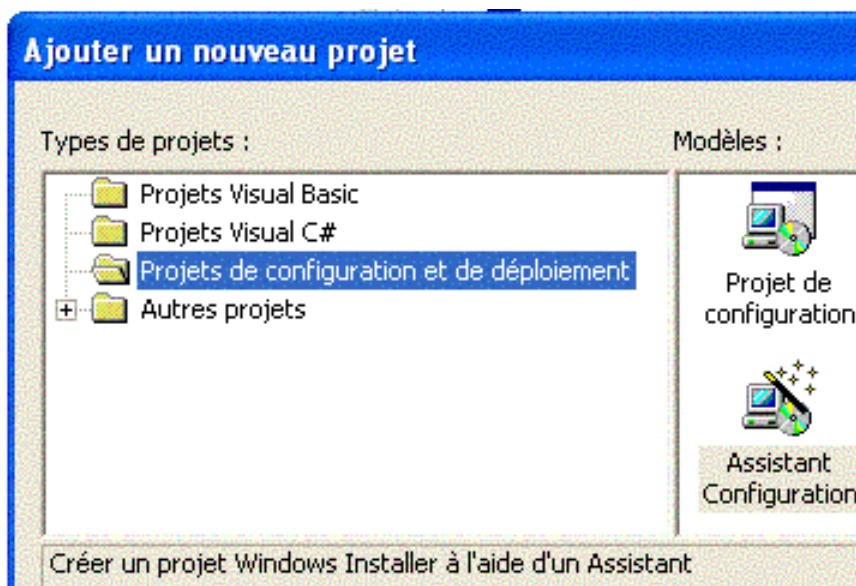 Ajouter un nouveau projet
Types de projets :
Modèles :
Projets Visual Basic
Projets Visual C#
Projets de configuration et de déploiement
Autres projets
Projet de
configuration
Assistant
Configuration
Créer un projet Windows Installer à l'aide d'un Assistant